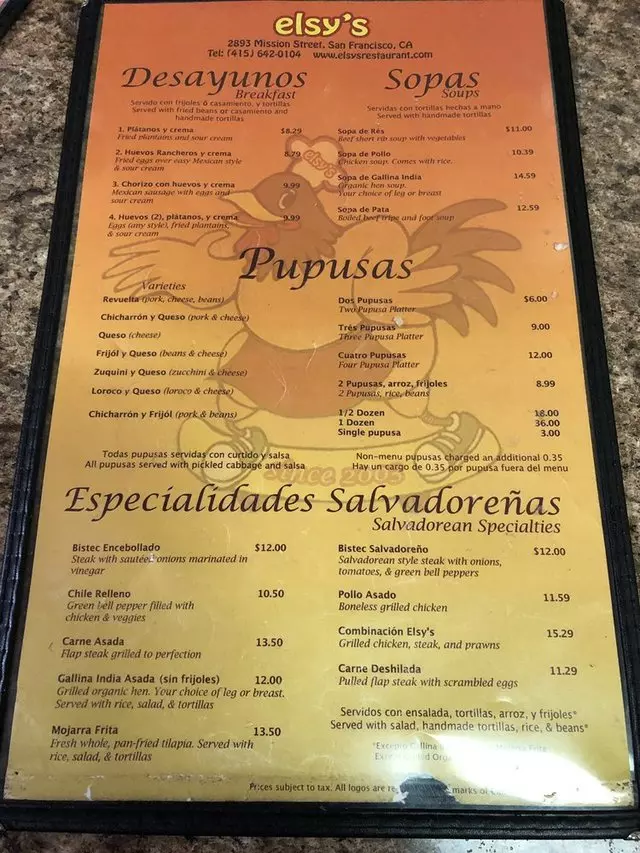 elsy's
2893 Mission Street, San Francisco, CA
Tel: (415) 642-0104 www.elsysrestaurant.com
Desayunos
Breakfast
Servido con frijoles ó casamiento, y tortillas
Served with fried beans or casamiento and
handmade tortillas
1. Plátanos y crema $8.29
Fried plantains and sour cream
2. Huevos Rancheros y crema 8.79
Fried eggs over easy Mexican style
& sour cream
3. Chorizo con huevos y crema 9.99
Mexican sausage with eggs and
sour cream
4. Huevos (2), plátanos, y crema 9.99
Eggs (any style), fried plantains,
& sour cream
Sopas
Soups
Servidas con tortillas hechas a mano
Served with handmade tortillas
Sopa de Rés $11.00
Beef short rib soup with vegetables
Sopa de Pollo 10.39
Chicken soup. Comes with rice.
Sopa de Gallina India 14.59
Organic hen soup.
Your choice of leg or breast
Sopa de Pata 12.59
Boiled beef tripe and foot soup
elsy's
Pupusas
Varieties
Revuelta (pork, cheese, beans)
Chicharrón y Queso (pork & cheese)
Queso (cheese)
Frijól y Queso (beans & cheese)
Zuquini y Queso (zucchini & cheese)
Loroco y Queso (loroco & cheese)
Chicharrón y Frijól (pork & beans)
Dos Pupusas $6.00
Two Pupusa Platter
Trés Pupusas 9.00
Three Pupusa Platter
Cuatro Pupusas 12.00
Four Pupusa Platter
2 Pupusas, arroz, frijoles 8.99
2 Pupusas, rice, beans
1/2 Dozen 18.00
1 Dozen 36.00
Single pupusa 3.00
Todas pupusas servidas con curtido y salsa
All pupusas served with pickled cabbage and salsa
Non-menu pupusas charged an additional 0.35
Hay un cargo de 0.35 por pupusa fuera del menu
since 2005
Especialidades Salvadoreñas
Salvadorean Specialties
Bistec Encebollado $12.00
Steak with sauteéd onions marinated in
vinegar
Chile Relleno 10.50
Green bell pepper filled with
chicken & veggies
Carne Asada 13.50
Flap steak grilled to perfection
Gallina India Asada (sin frijoles) 12.00
Grilled organic hen. Your choice of leg or breast.
Served with rice, salad, & tortillas
Mojarra Frita 13.50
Fresh whole, pan-fried tilapia. Served with
rice, salad, & tortillas
Bistec Salvadoreño $12.00
Salvadorean style steak with onions,
tomatoes, & green bell peppers
Pollo Asado 11.59
Boneless grilled chicken
Combinación Elsy's 15.29
Grilled chicken, steak, and prawns
Carne Deshilada 11.29
Pulled flap steak with scrambled eggs
Servidos con ensalada, tortillas, arroz, y frijoles*
Served with salad, handmade tortillas, rice, & beans*
*Excepto Gallina Frita
Prices subject to tax. All logos are marks of